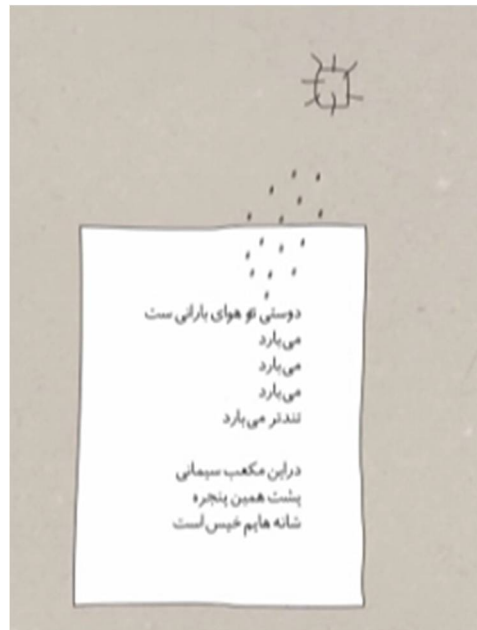 دوستی تو هوای بارانی ست
می‌بارد
می‌بارد
می‌بارد
تندتر می‌بارد
دراین مکعب سیمانی
پشت همین پنجره
شانه هایم خیس است